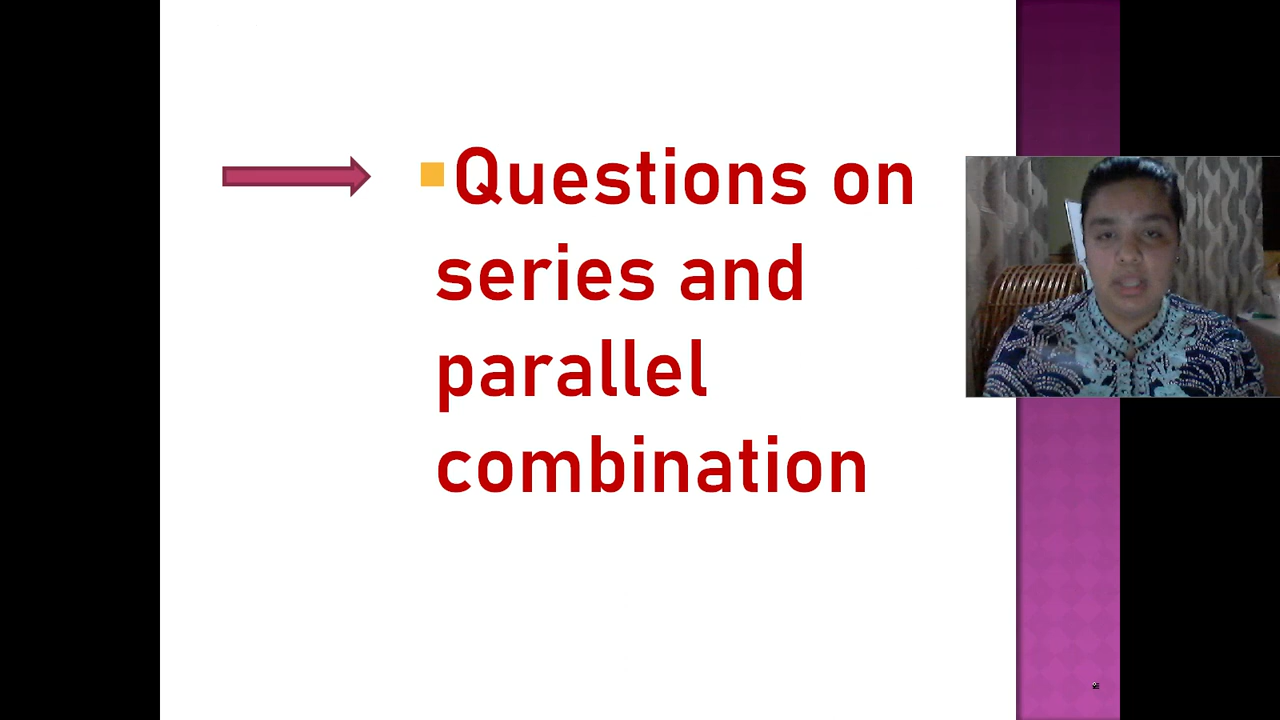 Questions on
series and
parallel
combination